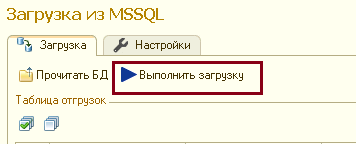 Загрузка из MSSQL
Загрузка Настройки
Прочитать БД Выполнить загрузку
Таблица отгрузок